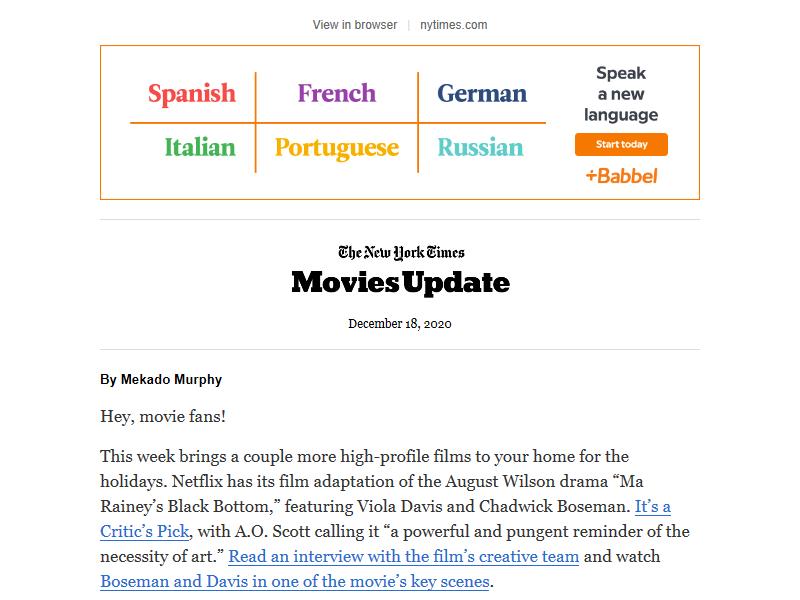 View in browser | nytimes.com
Spanish French German
Italian Portuguese Russian
Speak
a new
language
Start today
+Babbel
The New York Times
Movies Update
December 18, 2020
By Mekado Murphy
Hey, movie fans!
This week brings a couple more high-profile films to your home for the
holidays. Netflix has its film adaptation of the August Wilson drama “Ma
Rainey’s Black Bottom,” featuring Viola Davis and Chadwick Boseman. It’s a
Critic’s Pick, with A.O. Scott calling it “a powerful and pungent reminder of the
necessity of art.” Read an interview with the film’s creative team and watch
Boseman and Davis in one of the movie’s key scenes.